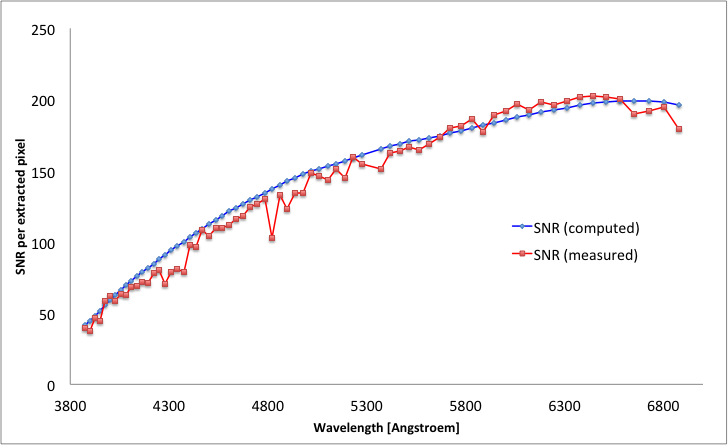 250
200
150
100
50
0
SNR per extracted pixel
SNR (computed)
SNR (measured)
3800 4300 4800 5300 5800 6300 6800
Wavelength [Angstroem]